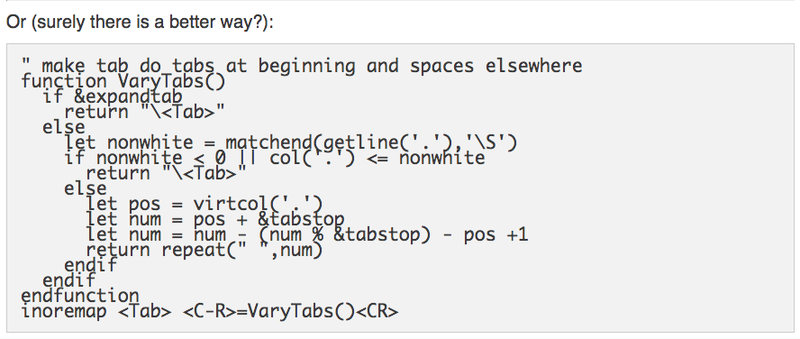 Or (surely there is a better way?):
" make tab do tabs at beginning and spaces elsewhere
function VaryTabs()
  if &expandtab
    return "\<Tab>"
  else
    let nonwhite = matchend(getline('.'),'\S')
    if nonwhite < 0 || col('.') <= nonwhite
      return "\<Tab>"
    else
      let pos = virtcol('.')
      let num = pos + &tabstop
      let num = num - (num % &tabstop) - pos +1
      return repeat(" ",num)
    endif
  endif
endfunction
inoremap <Tab> <C-R>=VaryTabs()<CR>